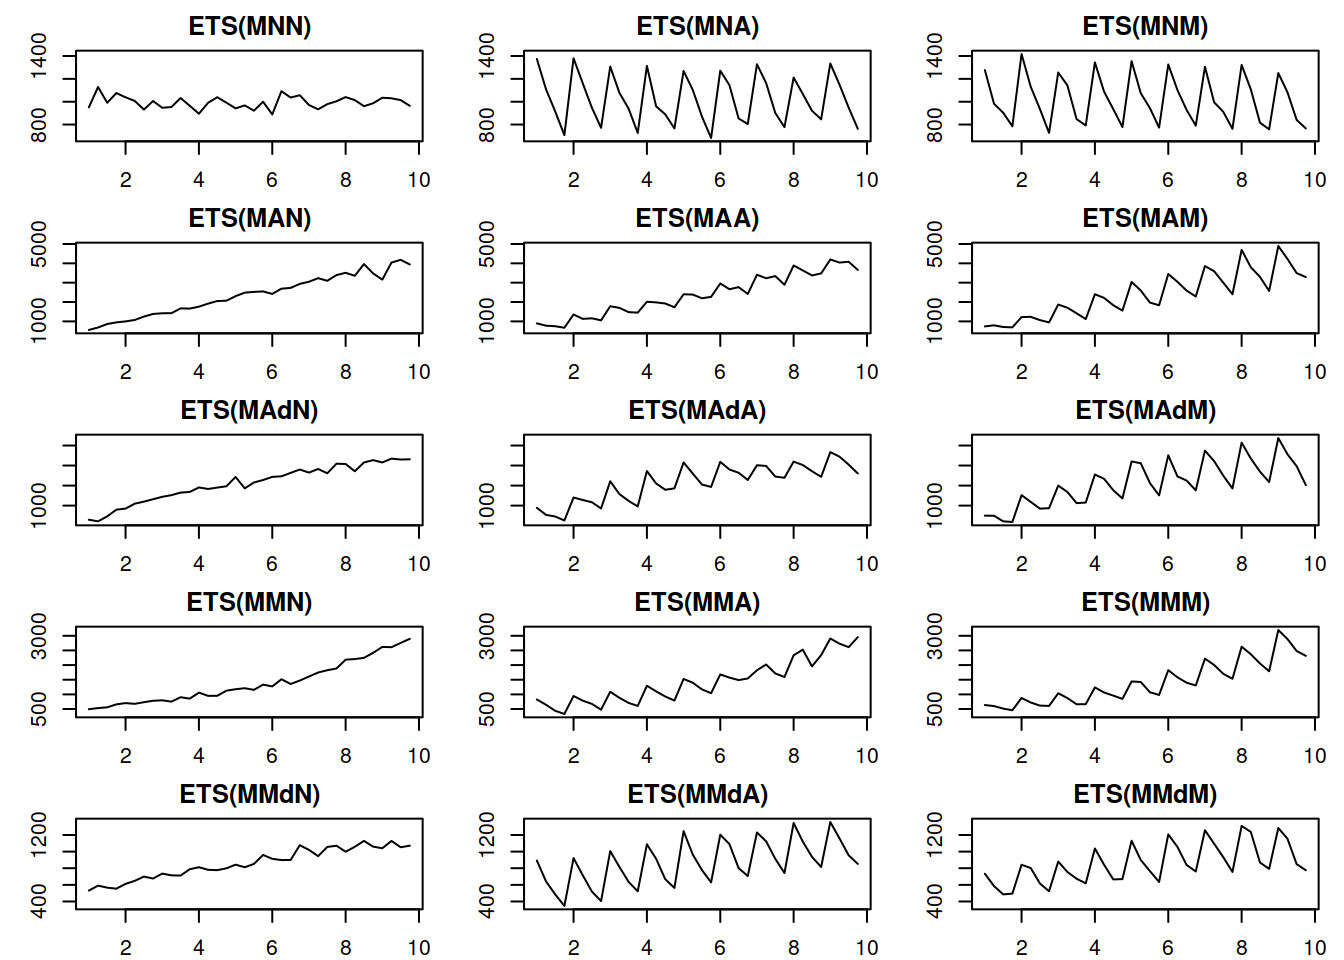 ETS(MNN) ETS(MNA) ETS(MNM)
1400 1400 1400
800 800 800
2 4 6 8 10 2 4 6 8 10 2 4 6 8 10
ETS(MAN) ETS(MAA) ETS(MAM)
5000 5000 5000
1000 1000 1000
2 4 6 8 10 2 4 6 8 10 2 4 6 8 10
ETS(MAdN) ETS(MAdA) ETS(MAdM)
1000 1000 1000
2 4 6 8 10 2 4 6 8 10 2 4 6 8 10
ETS(MMN) ETS(MMA) ETS(MMM)
3000 3000 3000
500 500 500
2 4 6 8 10 2 4 6 8 10 2 4 6 8 10
ETS(MMdN) ETS(MMdA) ETS(MMdM)
1200 1200 1200
400 400 400
2 4 6 8 10 2 4 6 8 10 2 4 6 8 10